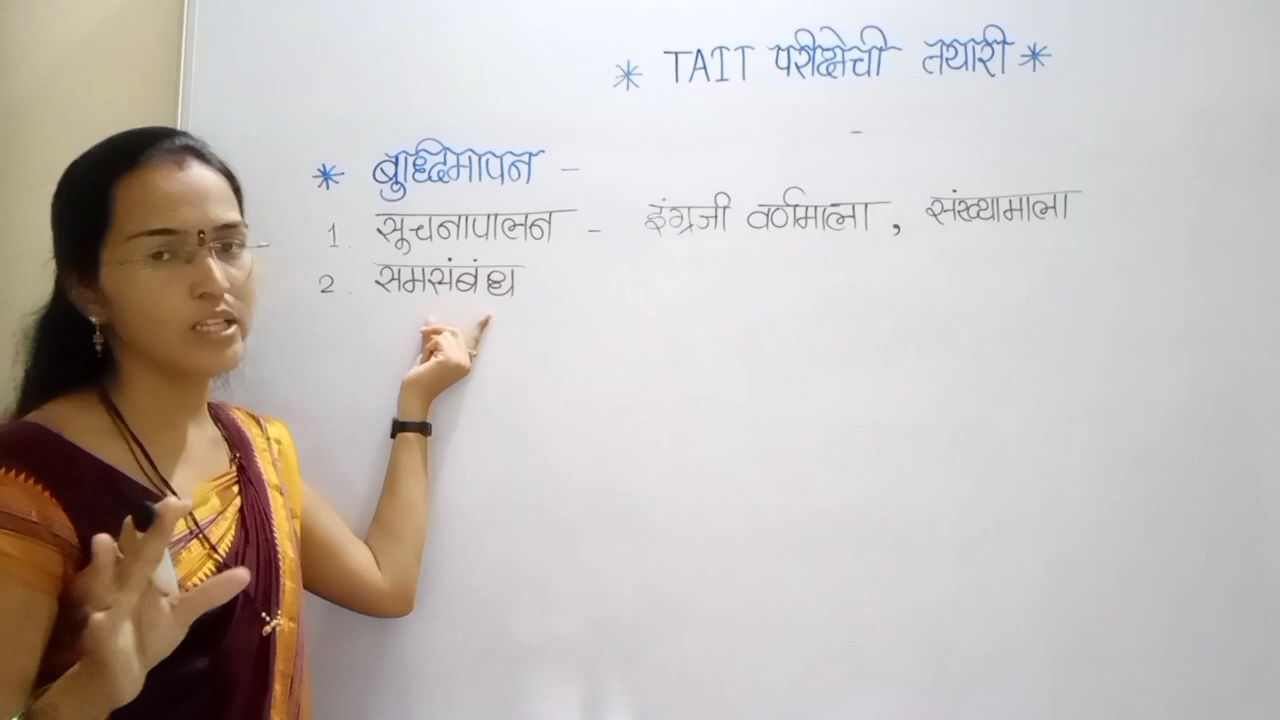 * TAIT परीक्षेची तयारी *
* बुध्दिमापन -
1. सूचनापालन - इंग्रजी वर्णमाला, संख्यामाला
2. समसंबंध